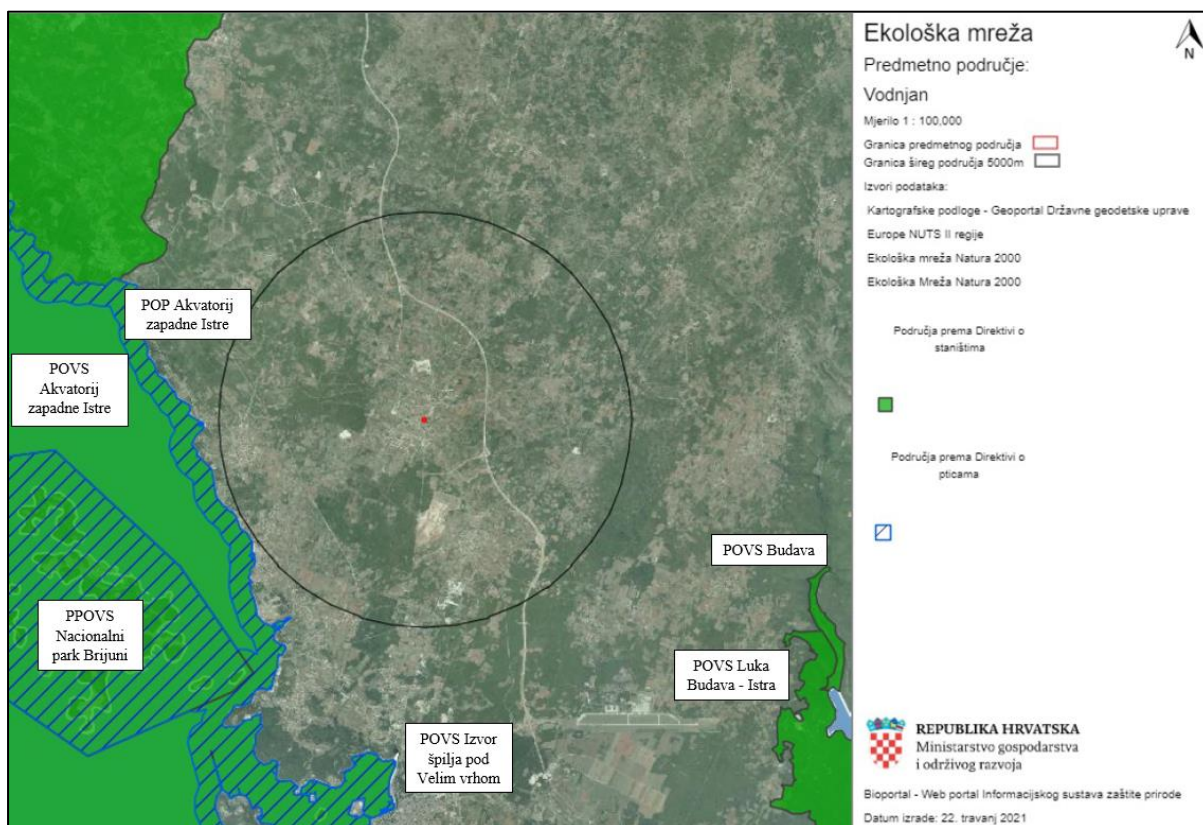 POP Akvatorij
zapadne Istre
POVS
Akvatorij
zapadne Istre
PPOVS
Nacionalni
park Brijuni
POVS Izvor
špilja pod
Velim vrhom
POVS Budava
POVS Luka
Budava - Istra
Ekološka mreža
N
Predmetno područje:
Vodnjan
Mjerilo 1 : 100,000
Granica predmetnog područja
Granica šireg područja 5000m
Izvori podataka:
Kartografske podloge - Geoportal Državne geodetske uprave
Europe NUTS II regije
Ekološka mreža Natura 2000
Ekološka Mreža Natura 2000
Područja prema Direktivi o
staništima
Područja prema Direktivi o
pticama
REPUBLIKA HRVATSKA
Ministarstvo gospodarstva
i održivog razvoja
Bioportal - Web portal Informacijskog sustava zaštite prirode
Datum izrade: 22. travanj 2021